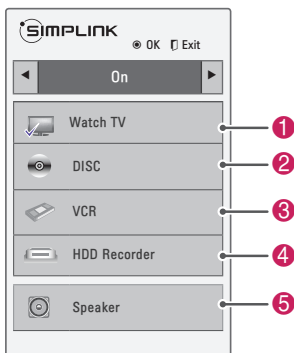 SIMPLINK
OK Exit
On
Watch TV 1
DISC 2
VCR 3
HDD Recorder 4
Speaker 5